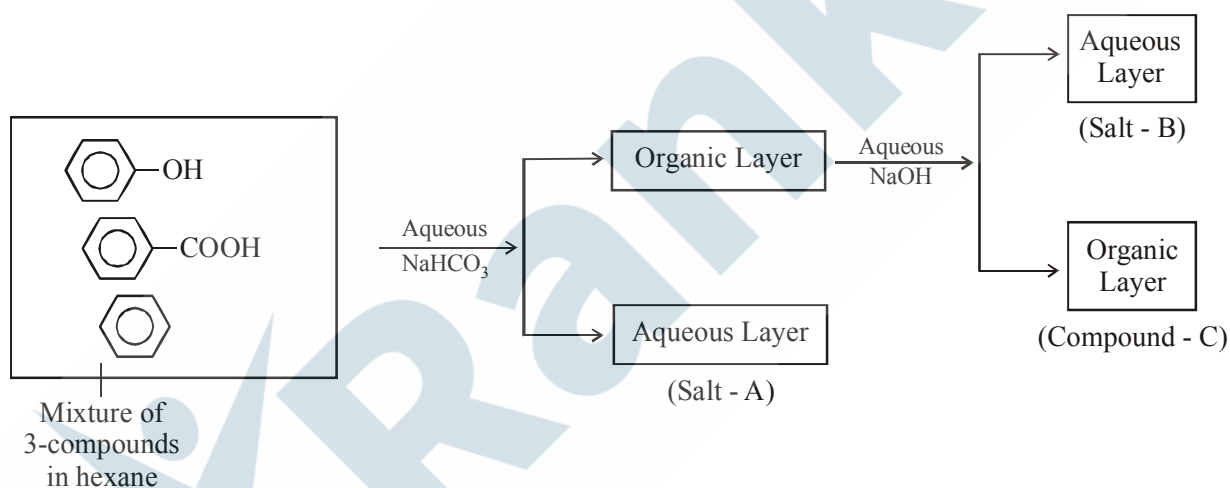 OH
COOH
Mixture of
3-compounds
in hexane
Aqueous
NaHCO₃
Organic Layer
Aqueous Layer
(Salt - A)
Aqueous
NaOH
Aqueous
Layer
(Salt - B)
Organic
Layer
(Compound - C)
Rank